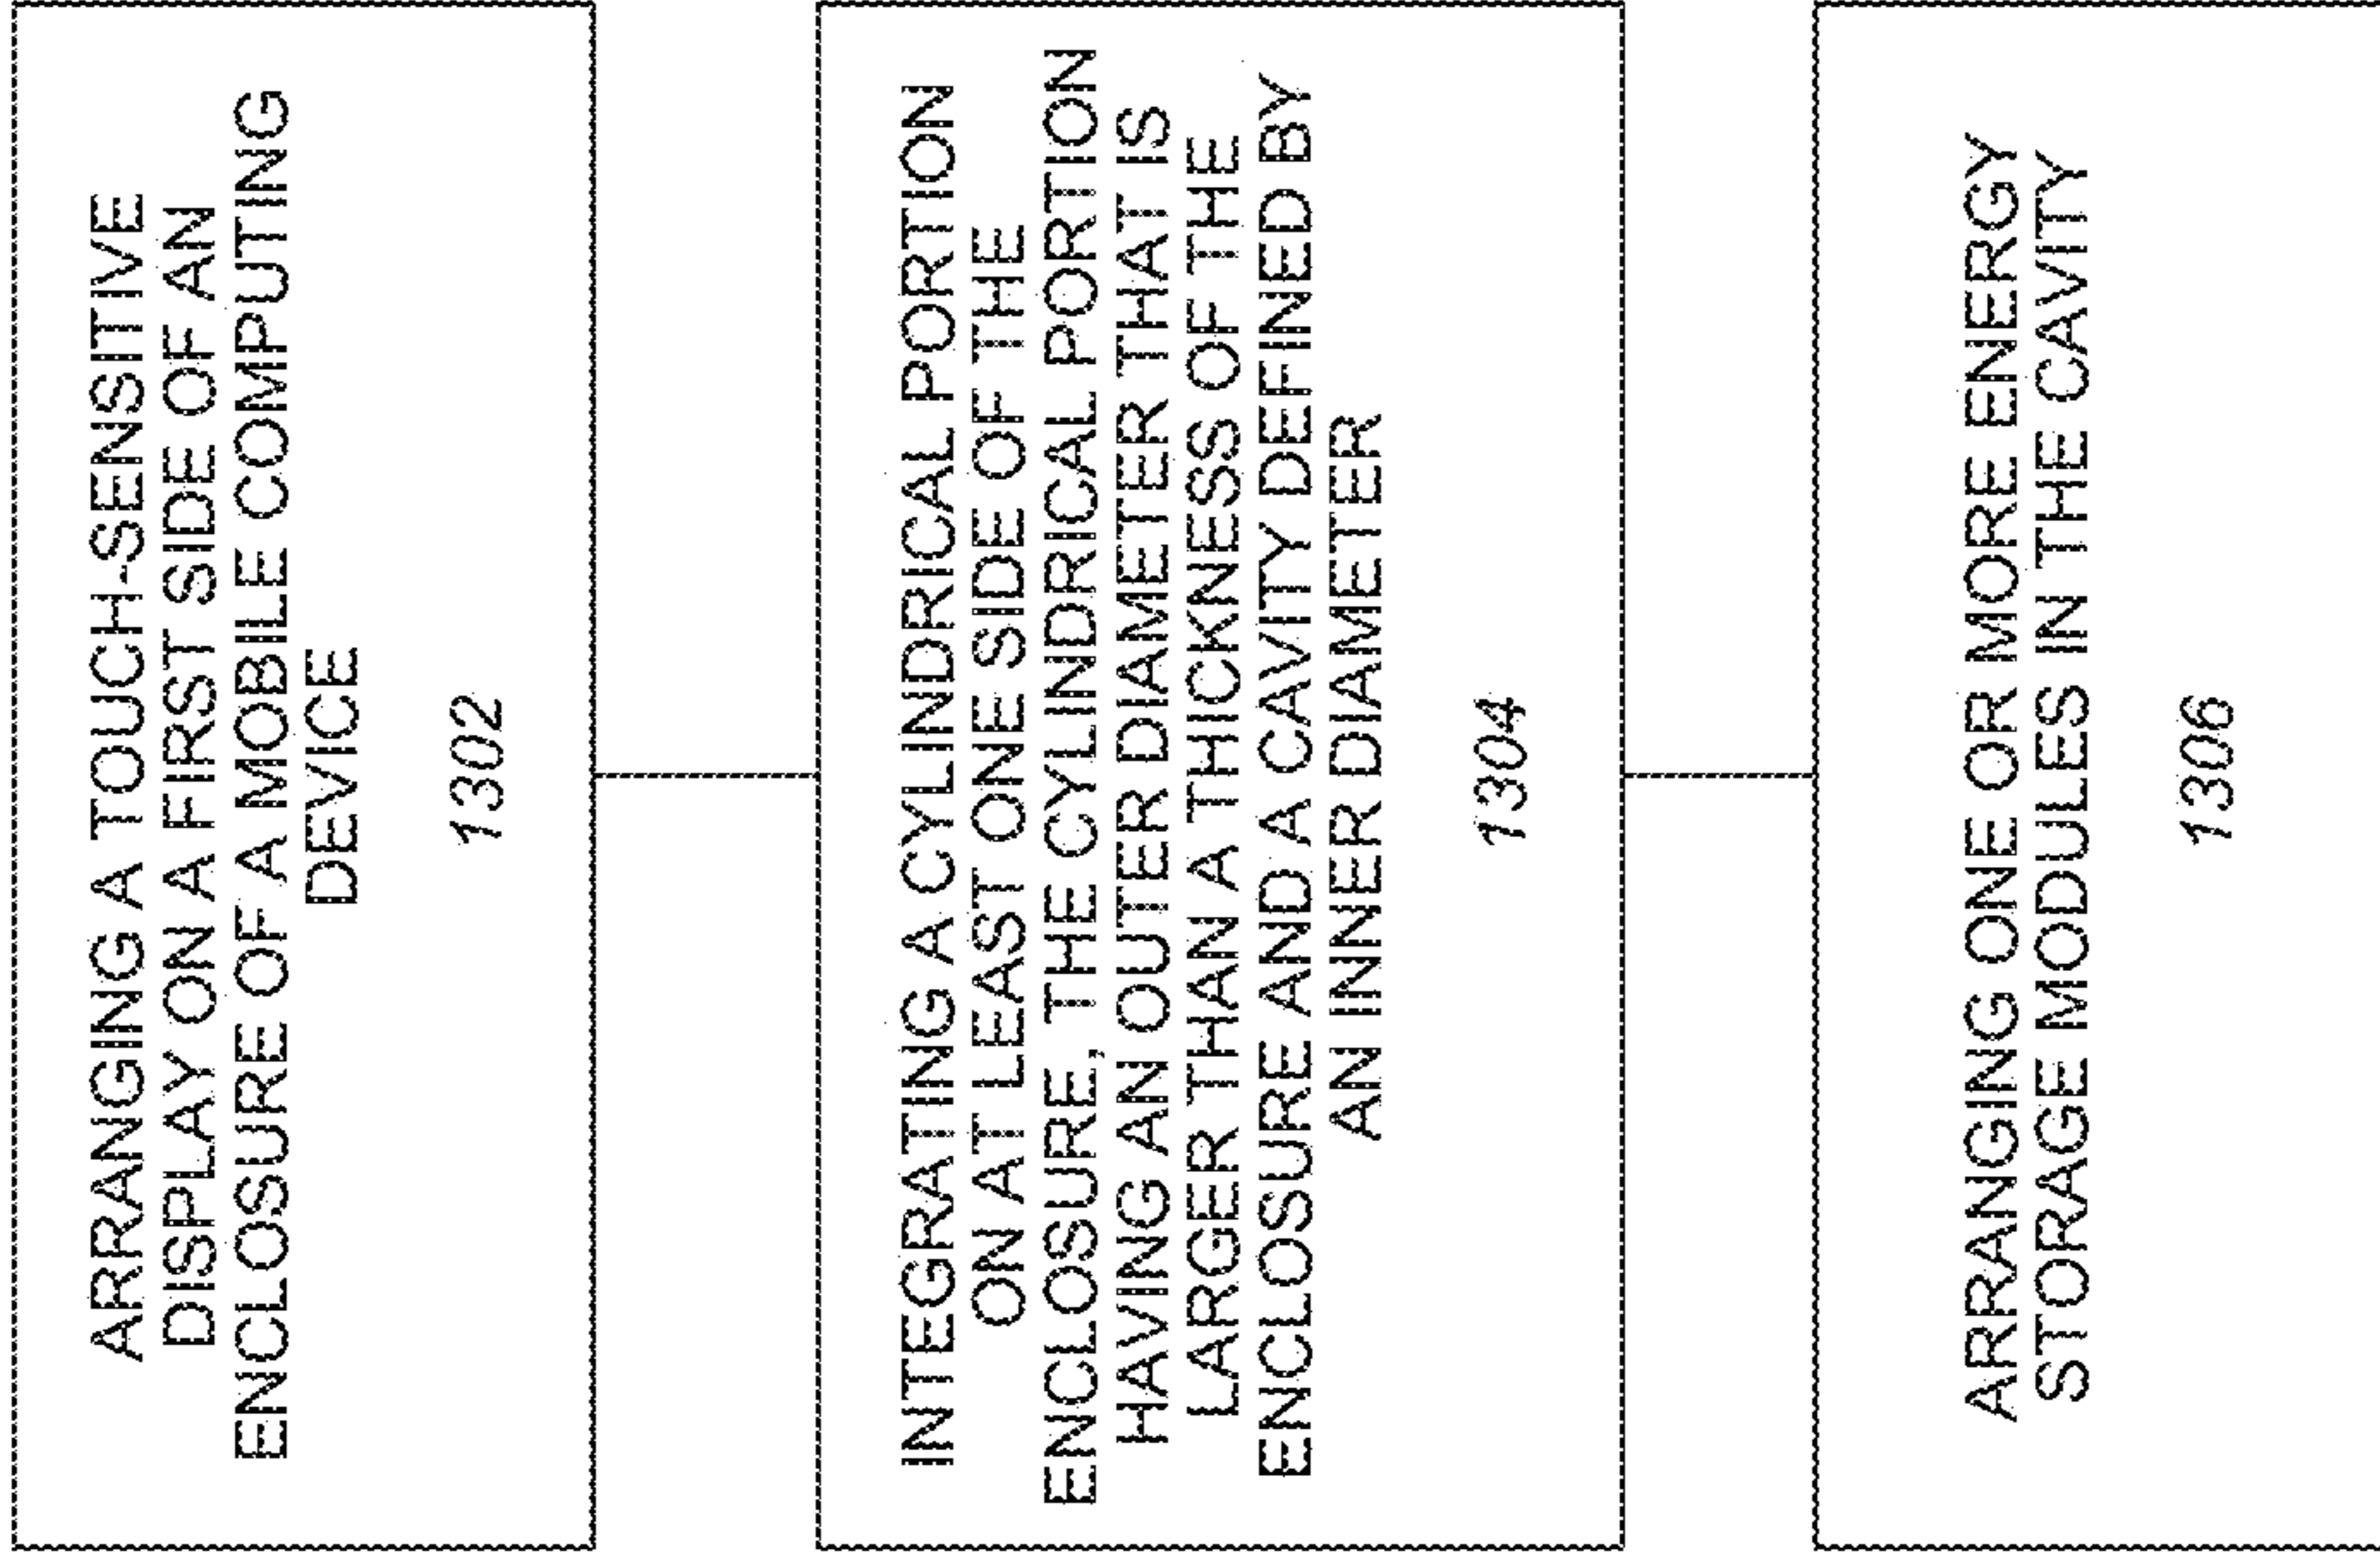 ARRANGING A TOUCH-SENSITIVE
DISPLAY ON A FIRST SIDE OF AN
ENCLOSURE OF A MOBILE COMPUTING
DEVICE
1302
INTEGRATING A CYLINDRICAL PORTION
ON AT LEAST ONE SIDE OF THE
ENCLOSURE, THE CYLINDRICAL PORTION
HAVING AN OUTER DIAMETER THAT IS
LARGER THAN A THICKNESS OF THE
ENCLOSURE AND A CAVITY DEFINED BY
AN INNER DIAMETER
1304
ARRANGING ONE OR MORE ENERGY
STORAGE MODULES IN THE CAVITY
1306